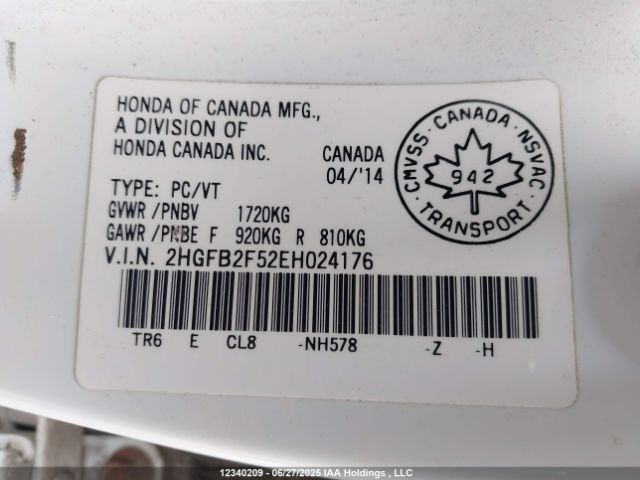 HONDA OF CANADA MFG.,
A DIVISION OF
HONDA CANADA INC.
CANADA
04/'14
TYPE: PC/VT
GVWR /PNBV 1720KG
GAWR /PNBE F 920KG R 810KG
V.I.N. 2HGFB2F52EH024176
TR6 E CL8 -NH578 -Z -H
CMVSS · CANADA · NSVAC
942
TRANSPORT
12340209 - 06/27/2025 IAA Holdings , LLC